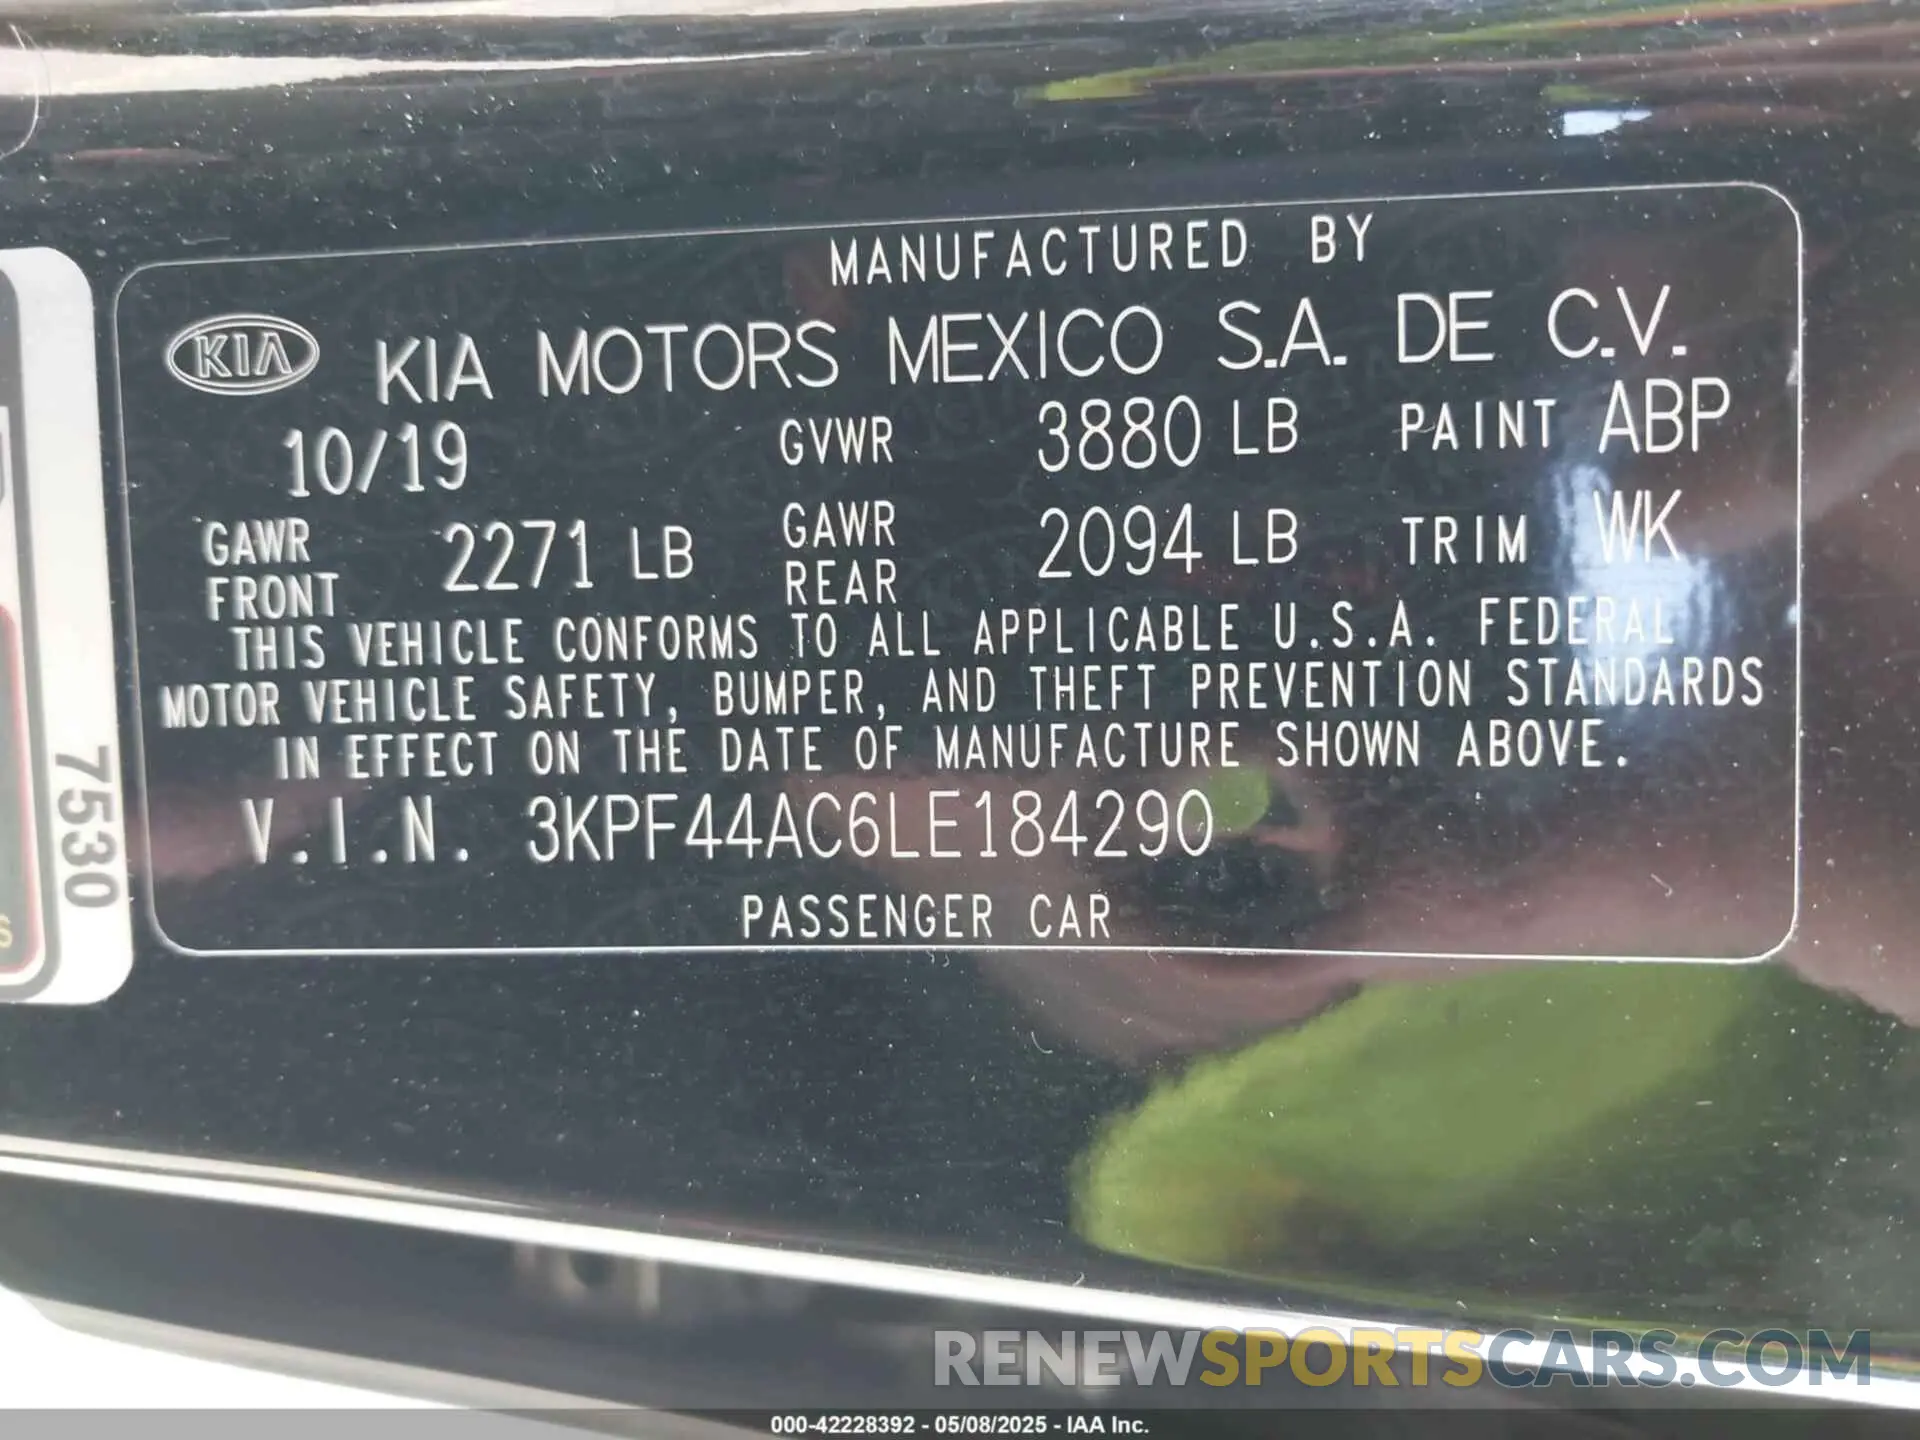 MANUFACTURED BY
KIA KIA MOTORS MEXICO S.A. DE C.V.
10/19 GVWR 3880 LB PAINT ABP
GAWR FRONT 2271 LB GAWR REAR 2094 LB TRIM WK
THIS VEHICLE CONFORMS TO ALL APPLICABLE U.S.A. FEDERAL
MOTOR VEHICLE SAFETY, BUMPER, AND THEFT PREVENTION STANDARDS
IN EFFECT ON THE DATE OF MANUFACTURE SHOWN ABOVE.
V.I.N. 3KPF44AC6LE184290
PASSENGER CAR
7530
RENEWSPORTSCARS.COM
000-42228392 - 05/08/2025 - IAA Inc.